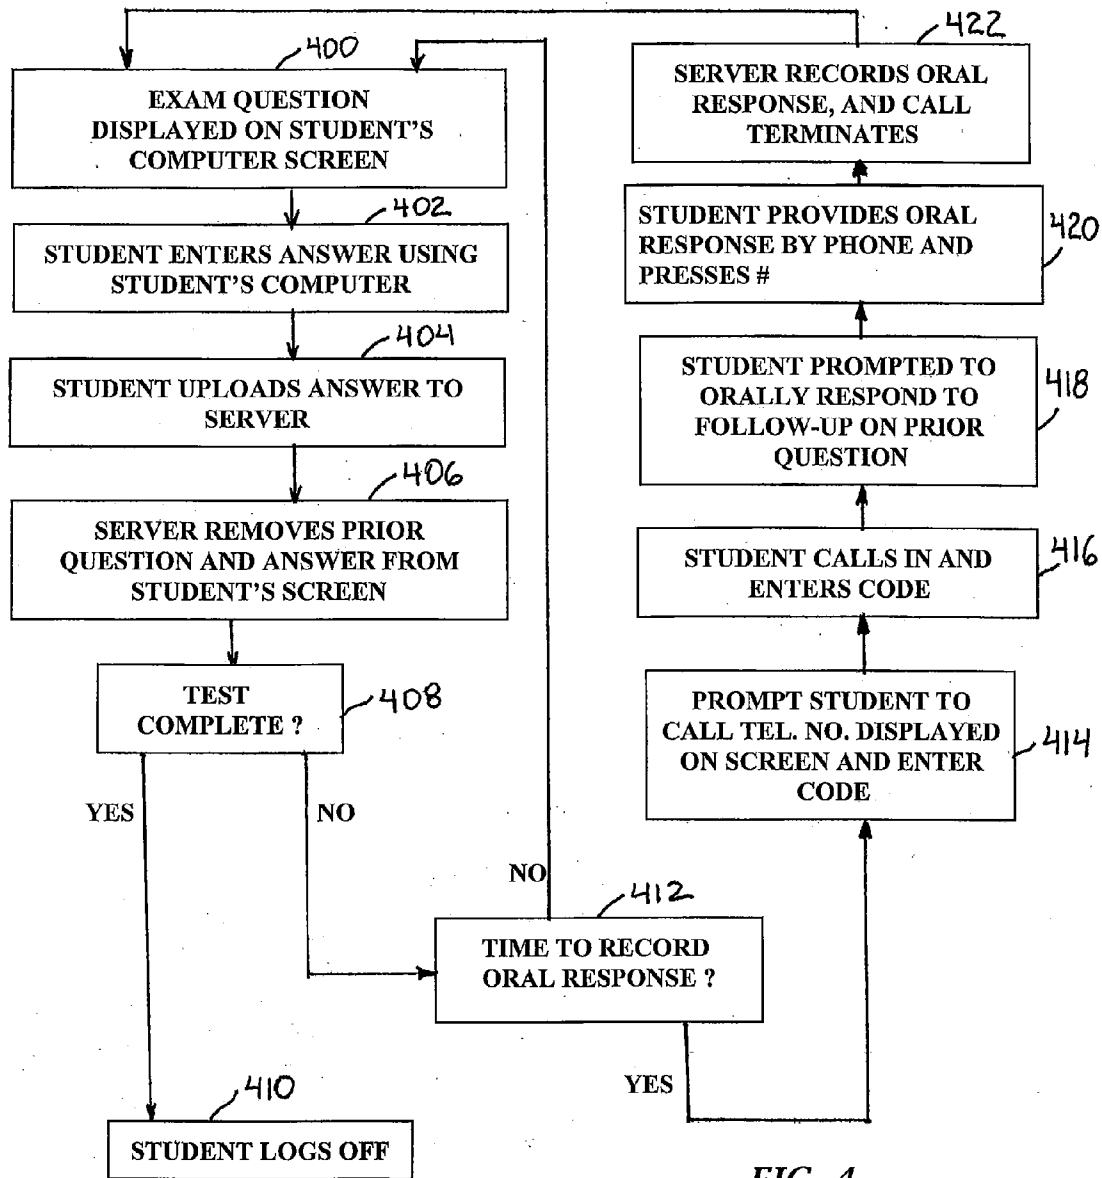 400
EXAM QUESTION
DISPLAYED ON STUDENT'S
COMPUTER SCREEN
402
STUDENT ENTERS ANSWER USING
STUDENT'S COMPUTER
404
STUDENT UPLOADS ANSWER TO
SERVER
406
SERVER REMOVES PRIOR
QUESTION AND ANSWER FROM
STUDENT'S SCREEN
TEST
COMPLETE ?
408
YES
NO
410
STUDENT LOGS OFF
NO
412
TIME TO RECORD
ORAL RESPONSE ?
YES
PROMPT STUDENT TO
CALL TEL. NO. DISPLAYED
ON SCREEN AND ENTER
CODE
414
STUDENT CALLS IN AND
ENTERS CODE
416
STUDENT PROMPTED TO
ORALLY RESPOND TO
FOLLOW-UP ON PRIOR
QUESTION
418
STUDENT PROVIDES ORAL
RESPONSE BY PHONE AND
PRESSES #
420
422
SERVER RECORDS ORAL
RESPONSE, AND CALL
TERMINATES
FIG. 4